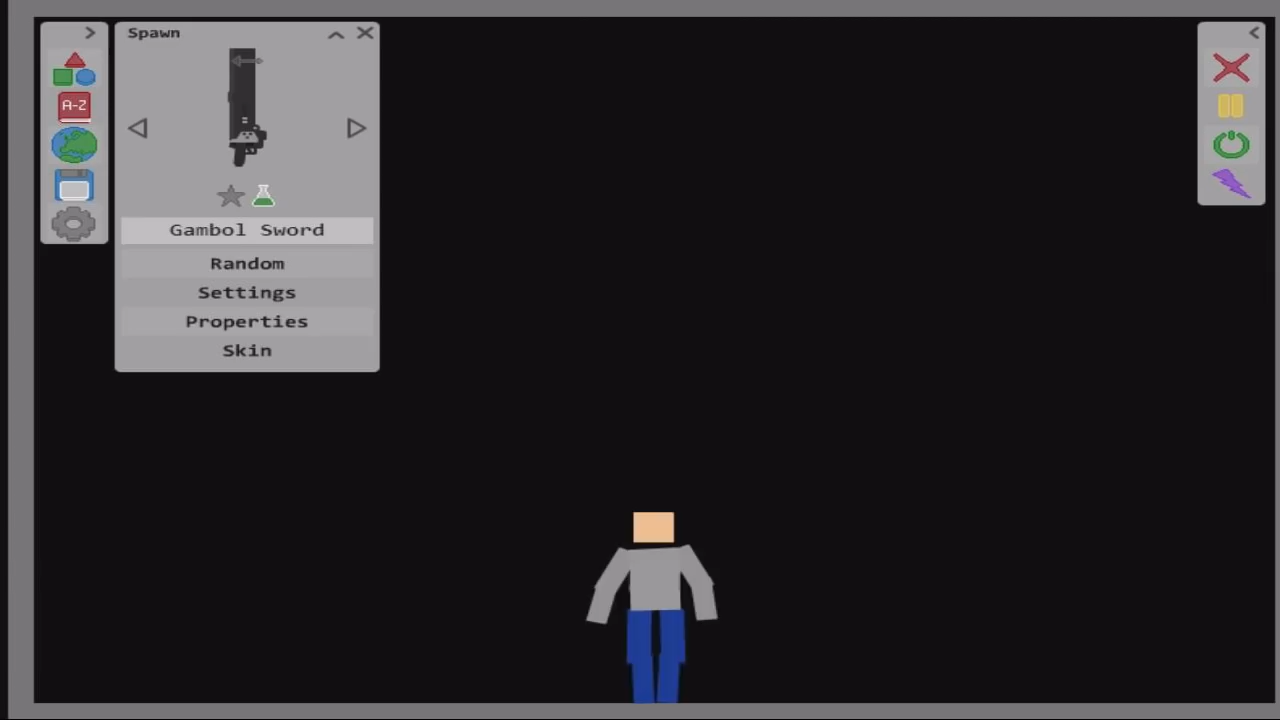 Spawn
A-Z
Gambol Sword
Random
Settings
Properties
Skin